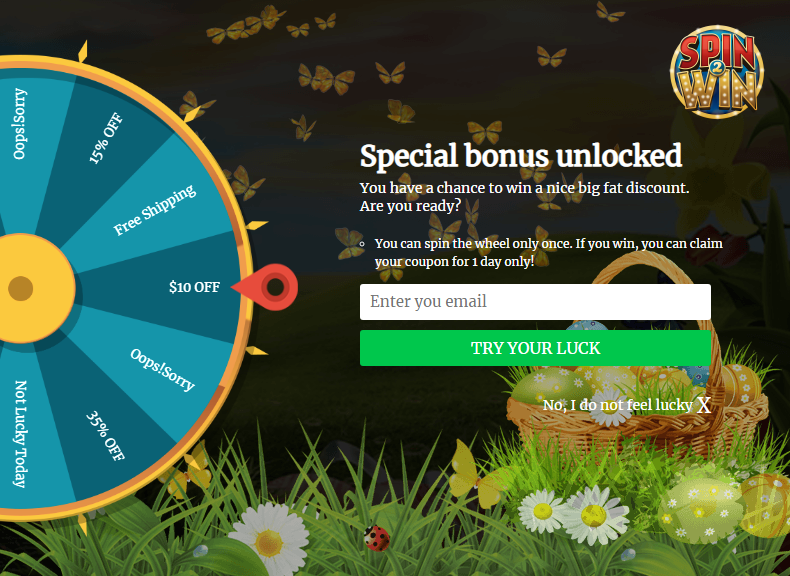 SPIN
2
WIN
Oops!Sorry
15% OFF
Free Shipping
$10 OFF
Oops!Sorry
35% OFF
Not Lucky Today
Special bonus unlocked
You have a chance to win a nice big fat discount.
Are you ready?
You can spin the wheel only once. If you win, you can claim
your coupon for 1 day only!
Enter you email
TRY YOUR LUCK
No, I do not feel lucky X